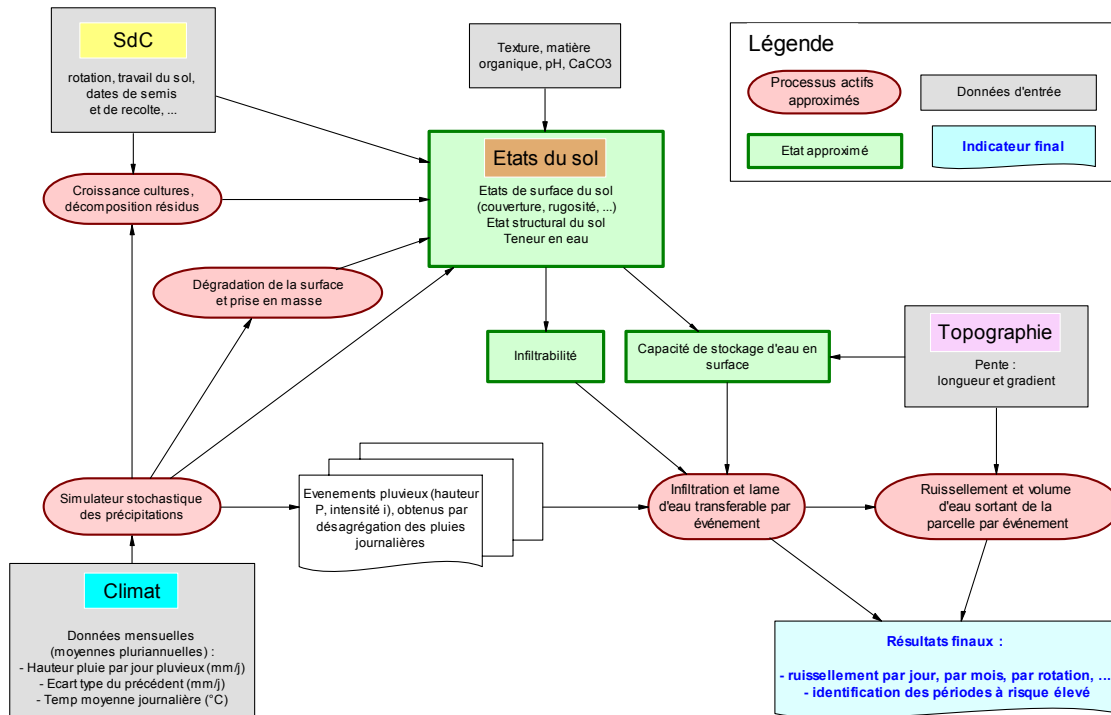 SdC
rotation, travail du sol,
dates de semis
et de recolte, ...
Texture, matière
organique, pH, CaCO3
Légende
Processus actifs
approximés
Données d'entrée
Etat approximé
Indicateur final
Etats du sol
Etats de surface du sol
(couverture, rugosité, ...)
Etat structural du sol
Teneur en eau
Croissance cultures,
décomposition résidus
Dégradation de la surface
et prise en masse
Infiltrabilité
Capacité de stockage d'eau en
surface
Topographie
Pente :
longueur et gradient
Simulateur stochastique
des précipitations
Evenements pluvieux (hauteur
P, intensité i), obtenus par
désagrégation des pluies
journalières
Infiltration et lame
d'eau transferable par
événement
Ruissellement et volume
d'eau sortant de la
parcelle par événement
Climat
Données mensuelles
(moyennes pluriannuelles) :
- Hauteur pluie par jour pluvieux (mm/j)
- Ecart type du précédent (mm/j)
- Temp moyenne journalière (°C)
Résultats finaux :
- ruissellement par jour, par mois, par rotation, ...
- identification des périodes à risque élevé